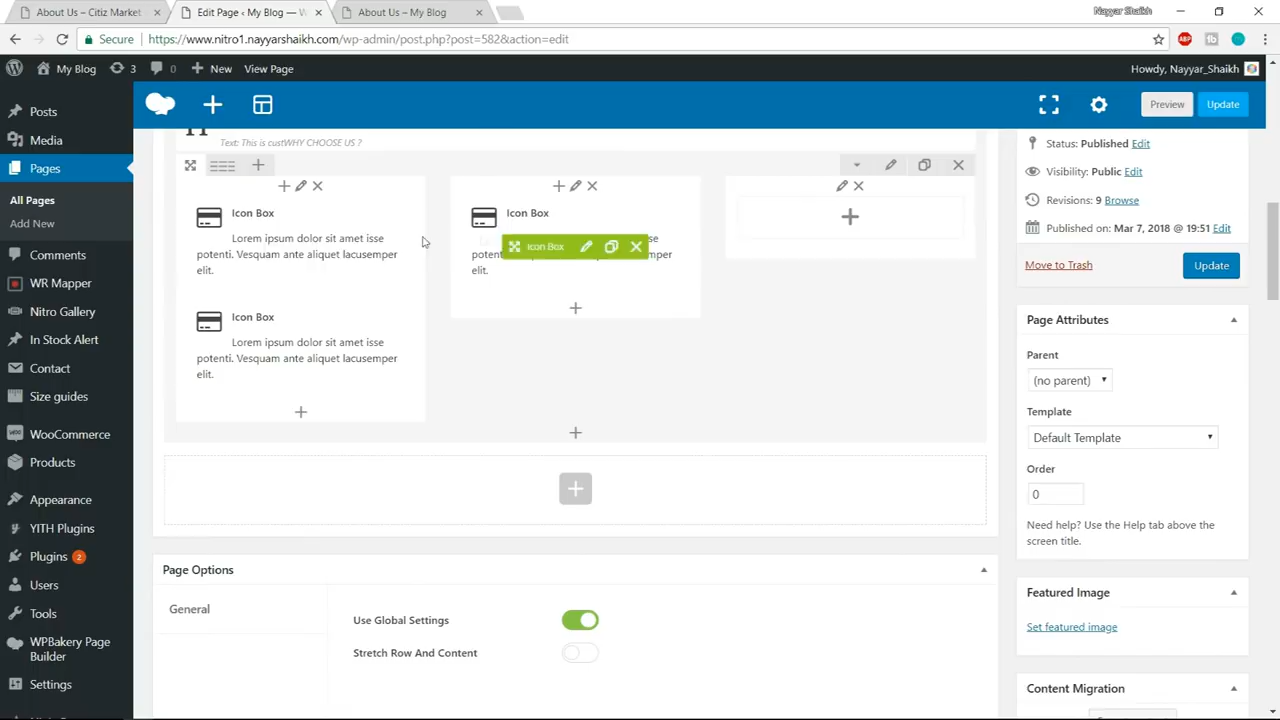 About Us – Citiz Market
Edit Page ‹ My Blog — W
About Us – My Blog
Nayyar Shaikh
Secure
https://www.nitro1.nayyarshaikh.com/wp-admin/post.php?post=582&action=edit
ABP
My Blog
3
0
New
View Page
Howdy, Nayyar_Shaikh
Posts
Media
Pages
All Pages
Add New
Comments
WR Mapper
Nitro Gallery
In Stock Alert
Contact
Size guides
WooCommerce
Products
Appearance
YITH Plugins
Plugins 2
Users
Tools
WPBakery Page
Builder
Settings
Preview
Update
Text: This is custWHY CHOOSE US ?
Icon Box
Lorem ipsum dolor sit amet isse
potenti. Vesquam ante aliquet lacusemper
elit.
Icon Box
Lorem ipsum dolor sit amet isse
potenti. Vesquam ante aliquet lacusemper
elit.
Icon Box
Icon Box
se
potenti. Vesquam ante aliquet lacusemper
elit.
Page Options
General
Use Global Settings
Stretch Row And Content
Status: Published Edit
Visibility: Public Edit
Revisions: 9 Browse
Published on: Mar 7, 2018 @ 19:51 Edit
Move to Trash
Update
Page Attributes
Parent
(no parent)
Template
Default Template
Order
0
Need help? Use the Help tab above the
screen title.
Featured Image
Set featured image
Content Migration